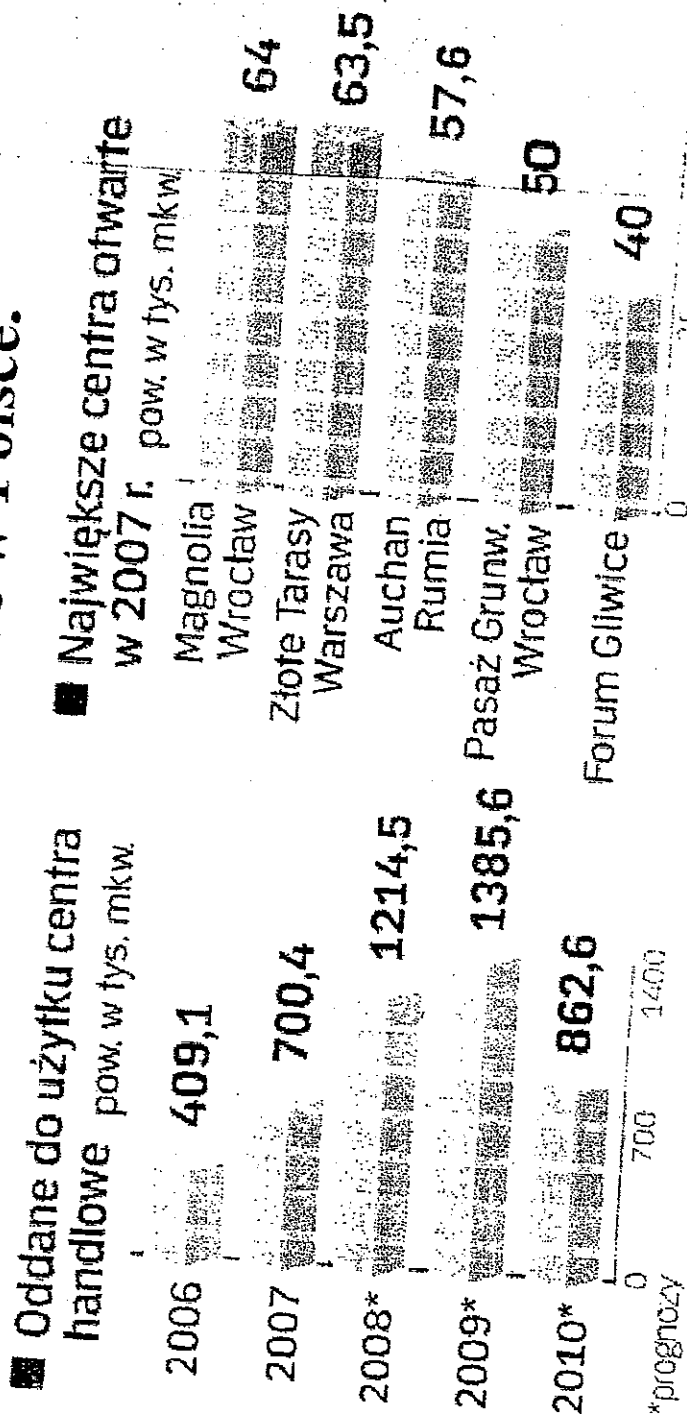 w Polsce.
Oddane do użytku centra
handlowe pow. w tys. mkw.
2006 409,1
2007 700,4
2008* 1214,5
2009* 1385,6
2010* 862,6
0 700 1400
*prognozy
Największe centra otwarte
w 2007 r. pow. w tys. mkw.
Magnolia
Wrocław 64
Złote Tarasy
Warszawa 63,5
Auchan
Rumia 57,6
Pasaż Grunw.
Wrocław 50
Forum Gliwice 40
0